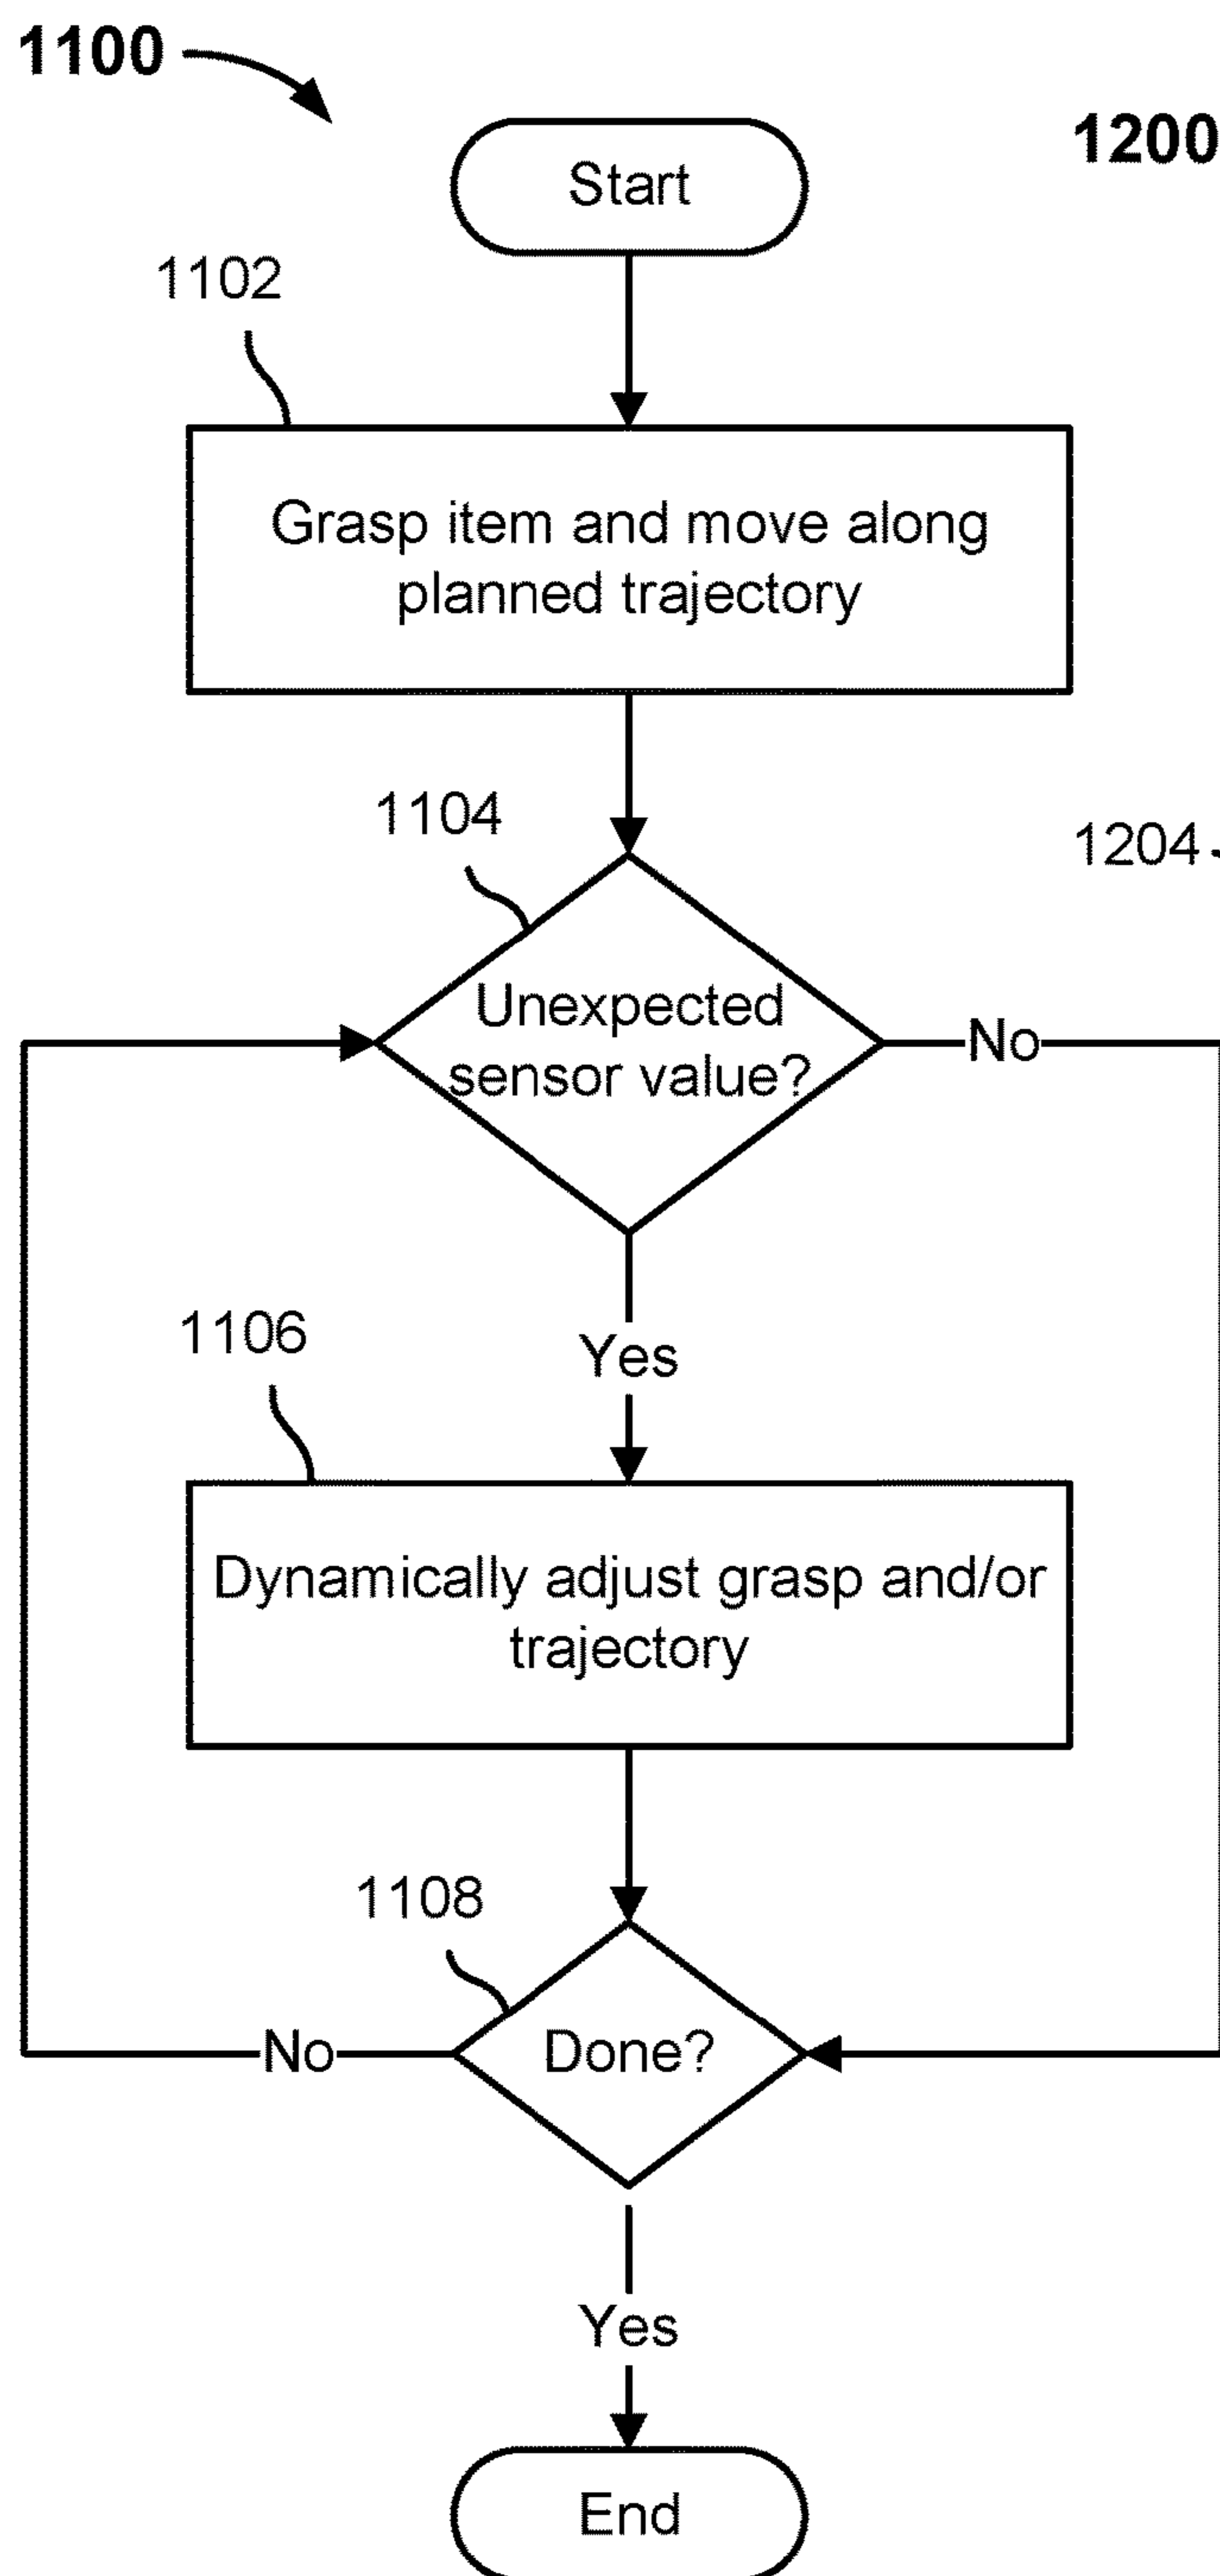 1100
1200
Start
1102
Grasp item and move along
planned trajectory
1104
1204
Unexpected
sensor value?
No
Yes
1106
Dynamically adjust grasp and/or
trajectory
1108
Done?
No
Yes
End